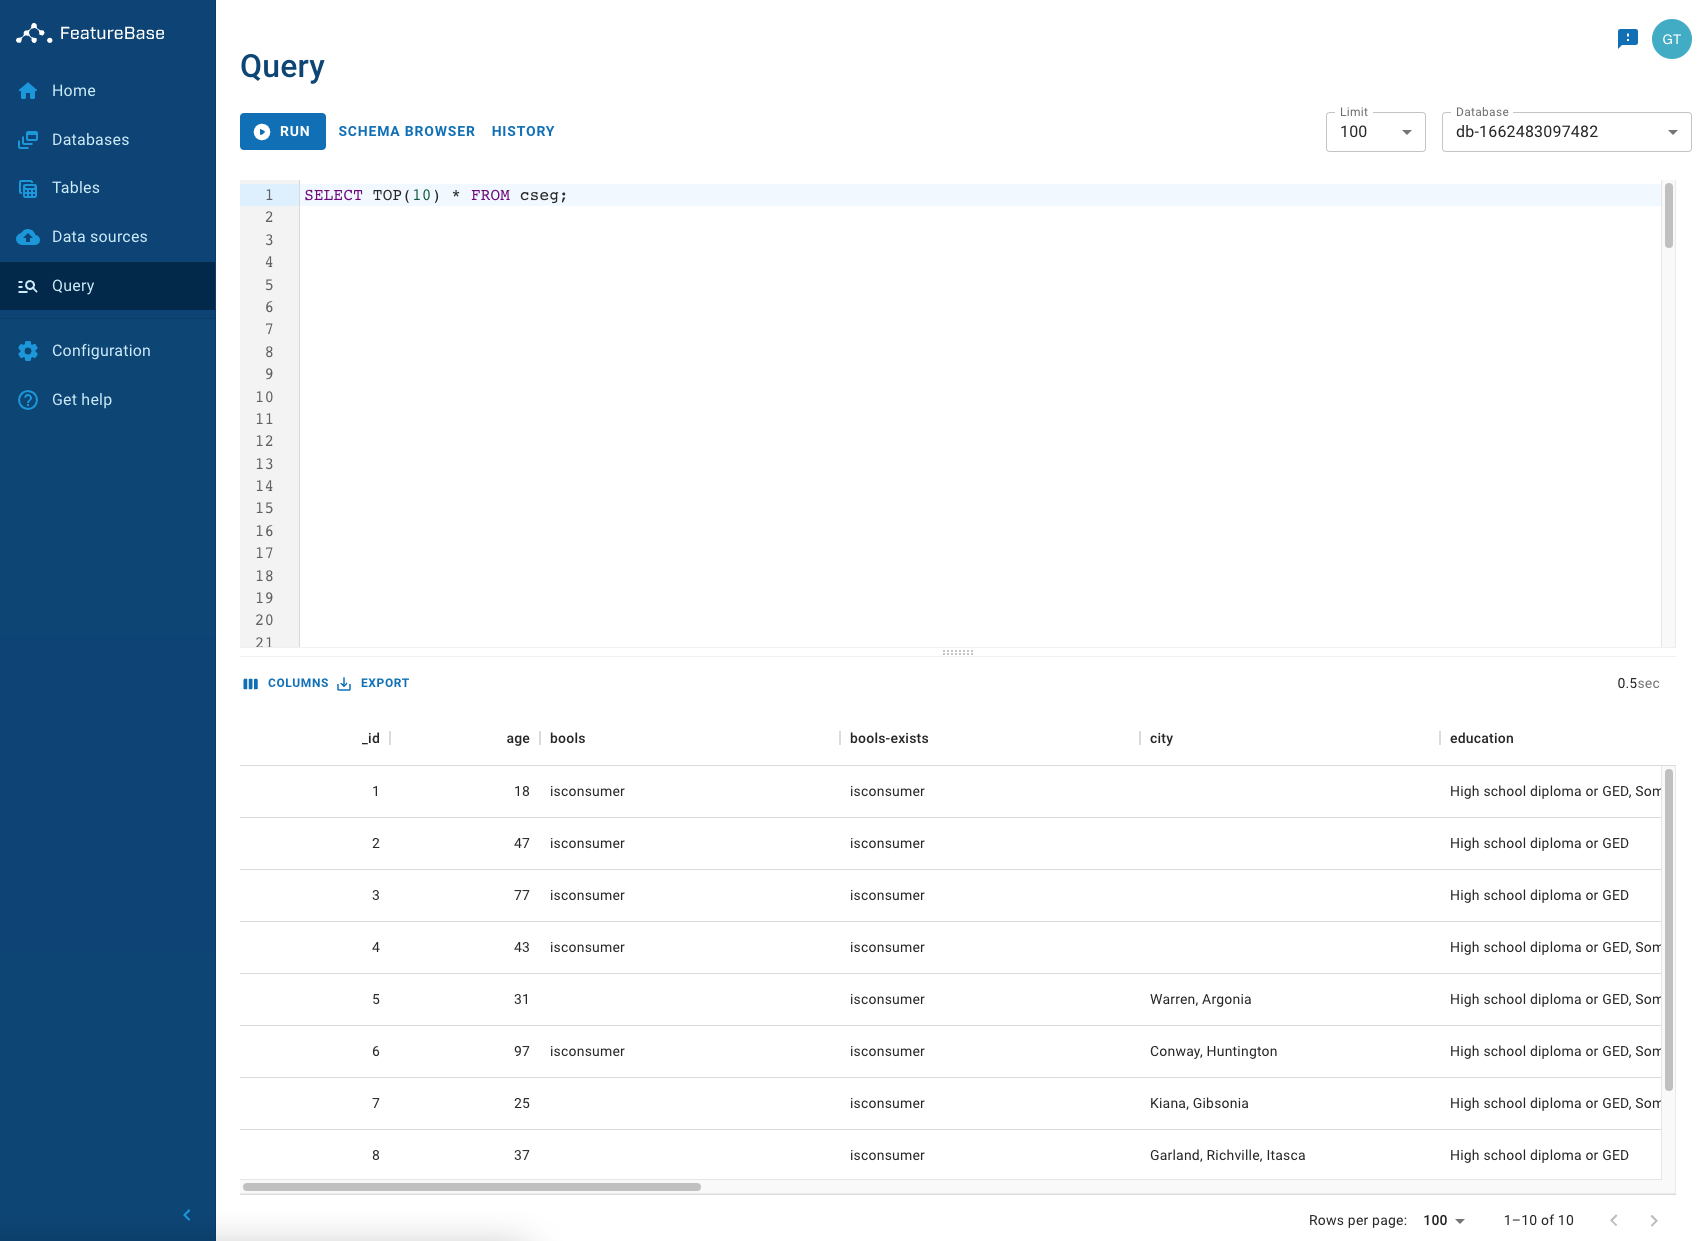 FeatureBase
Home
Databases
Tables
Data sources
Query
Configuration
Get help
GT
Query
RUN SCHEMA BROWSER HISTORY
Limit
100
Database
db-1662483097482
1 SELECT TOP(10) * FROM cseg;
2
3
4
5
6
7
8
9
10
11
12
13
14
15
16
17
18
19
20
21
COLUMNS EXPORT 0.5sec
_id age bools bools-exists city education
1 18 isconsumer isconsumer High school diploma or GED, Som
2 47 isconsumer isconsumer High school diploma or GED
3 77 isconsumer isconsumer High school diploma or GED
4 43 isconsumer isconsumer High school diploma or GED, Som
5 31 isconsumer Warren, Argonia High school diploma or GED, Som
6 97 isconsumer isconsumer Conway, Huntington High school diploma or GED, Som
7 25 isconsumer Kiana, Gibsonia High school diploma or GED, Som
8 37 isconsumer Garland, Richville, Itasca High school diploma or GED
Rows per page: 100 1–10 of 10